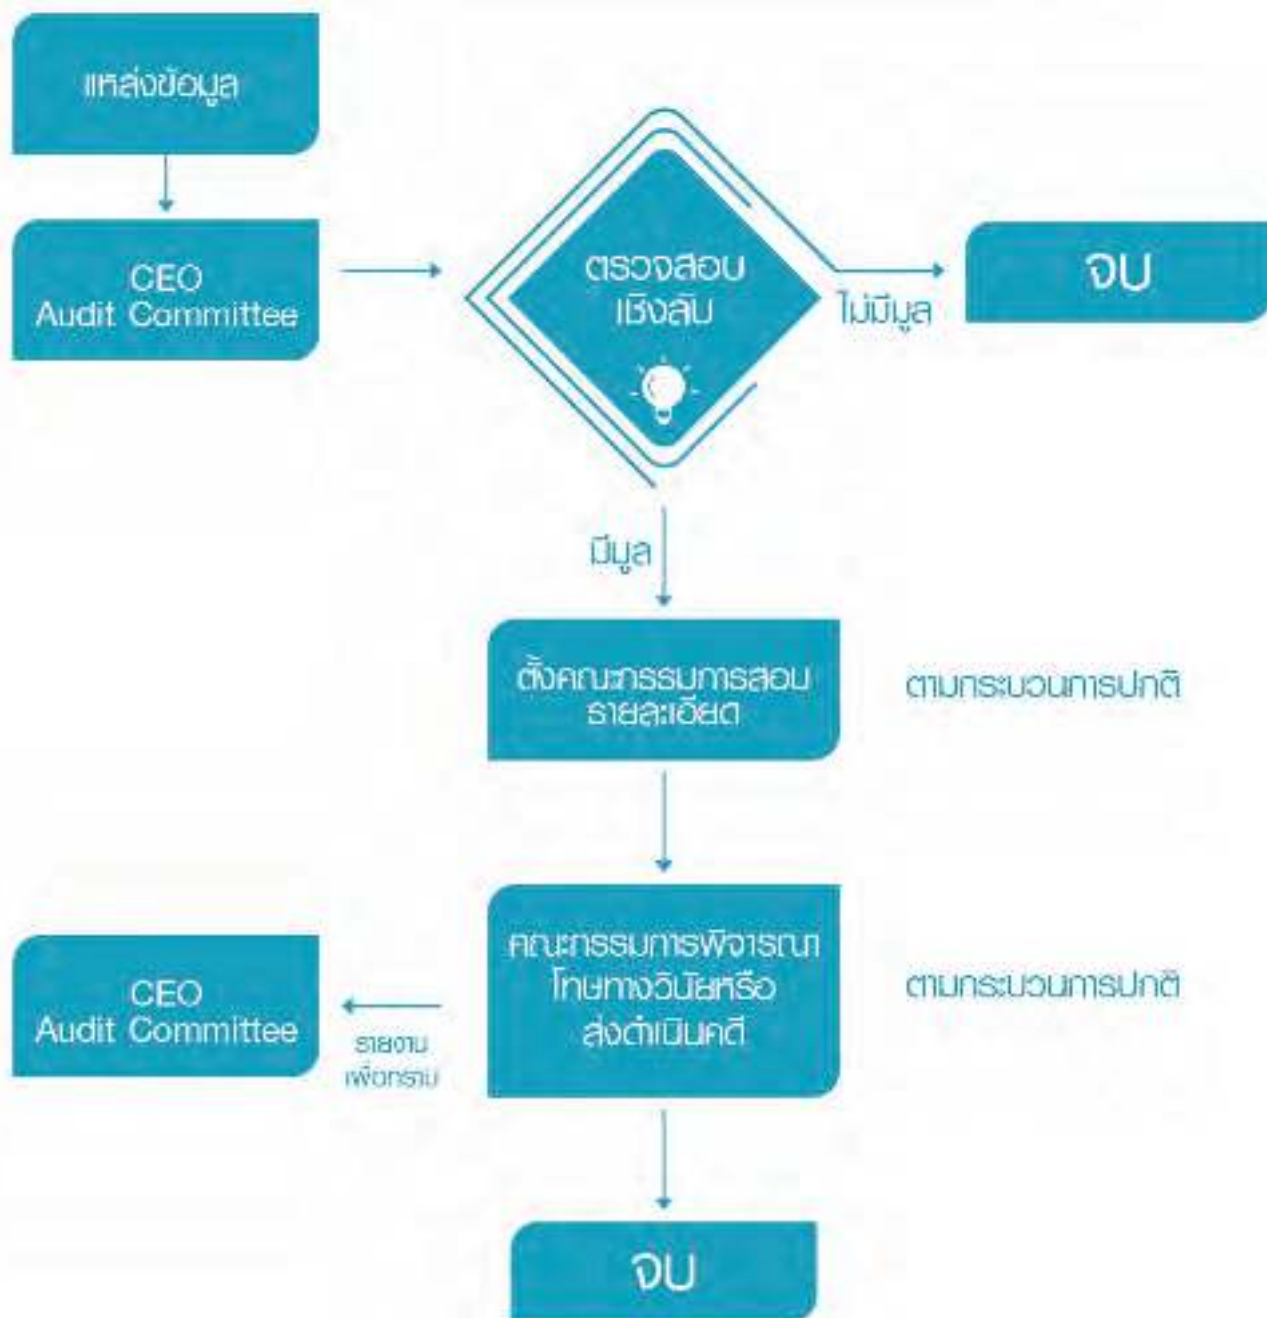 แหล่งข้อมูล
CEO
Audit Committee
ตรวจสอบ
เชิงลับ
ไม่มีมูล
จบ
มีมูล
ตั้งคณะกรรมการสอบ
รายละเอียด
ตามกระบวนการปกติ
คณะกรรมการพิจารณา
โทษทางวินัยหรือ
ส่งดำเนินคดี
ตามกระบวนการปกติ
รายงาน
เพื่อทราบ
CEO
Audit Committee
จบ